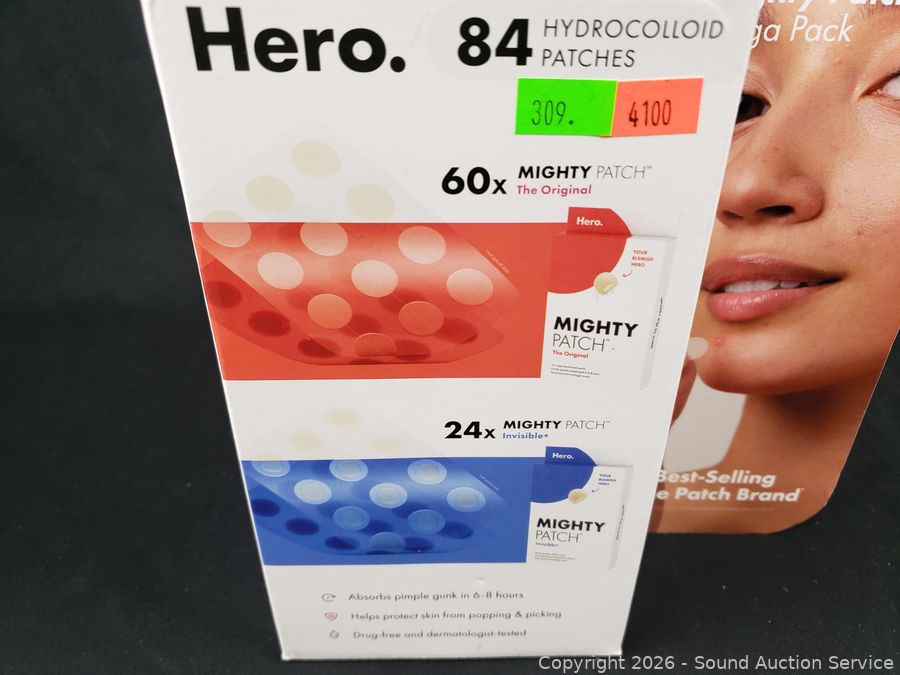 Hero.
84 HYDROCOLLOID
PATCHES
309. 4100
60x MIGHTY PATCH™
The Original
Hero.
YOUR
BLEMISH
HERO
MIGHTY
PATCH™
The Original
24x MIGHTY PATCH™
Invisible+
Hero.
YOUR
BLEMISH
HERO
MIGHTY
PATCH™
Invisible+
Absorbs pimple gunk in 6-8 hours
Helps protect skin from popping & picking
Drug-free and dermatologist-tested
Pack
Best-Selling
Patch Brand
Copyright 2026 - Sound Auction Service